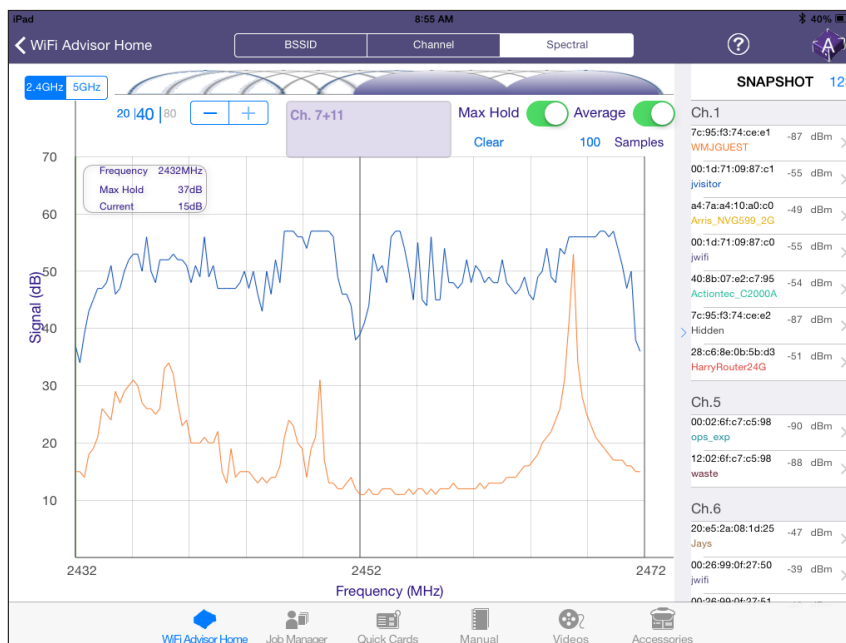 iPad 8:55 AM 40%
WiFi Advisor Home BSSID Channel Spectral ? A
2.4GHz 5GHz
20 |40| 80 − + Ch. 7+11 Max Hold Average
Clear 100 Samples
Frequency 2432MHz
Max Hold 37dB
Current 15dB
70
60
50
40
30
20
10
Signal (dB)
2432 2452 2472
Frequency (MHz)
SNAPSHOT
Ch.1
7c:95:f3:74:ce:e1 -87 dBm
WMJGUEST
00:1d:71:09:87:c1 -55 dBm
jvisitor
a4:7a:a4:10:a0:c0 -49 dBm
Arris_NVG599_2G
00:1d:71:09:87:c0 -55 dBm
jwifi
40:8b:07:e2:c7:95 -54 dBm
Actiontec_C2000A
7c:95:f3:74:ce:e2 -87 dBm
Hidden
28:c6:8e:0b:5b:d3 -51 dBm
HarryRouter24G
Ch.5
00:02:6f:c7:c5:98 -90 dBm
ops_exp
12:02:6f:c7:c5:98 -88 dBm
waste
Ch.6
20:e5:2a:08:1d:25 -47 dBm
Jays
00:26:99:0f:27:50 -39 dBm
jwifi
00:26:99:0f:27:51
WiFi Advisor Home Job Manager Quick Cards Manual Videos Accessories